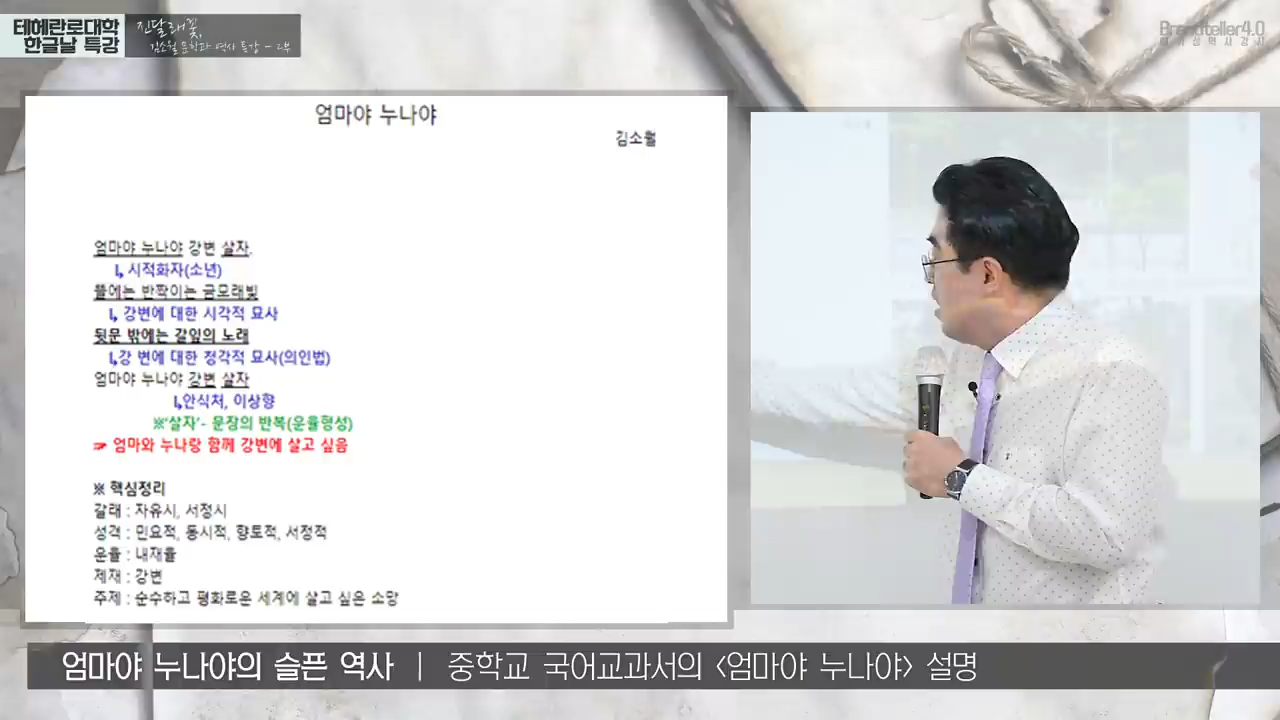 테헤란로대학
한글날 특강
진달래꽃,
김소월 문학과 역사 특강 - 2부
Brandteller4.0
엄마야 누나야
김소월
엄마야 누나야 강변 살자.
시적화자(소년)
뜰에는 반짝이는 금모래빛
강변에 대한 시각적 묘사
뒷문 밖에는 갈잎의 노래
강 변에 대한 청각적 묘사(의인법)
엄마야 누나야 강변 살자
안식처, 이상향
※'살자'- 문장의 반복(운율형성)
☞ 엄마와 누나랑 함께 강변에 살고 싶음
※ 핵심정리
갈래 : 자유시, 서정시
성격 : 민요적, 동시적, 향토적, 서정적
운율 : 내재율
제재 : 강변
주제 : 순수하고 평화로운 세계에 살고 싶은 소망
엄마야 누나야의 슬픈 역사 | 중학교 국어교과서의 <엄마야 누나야> 설명